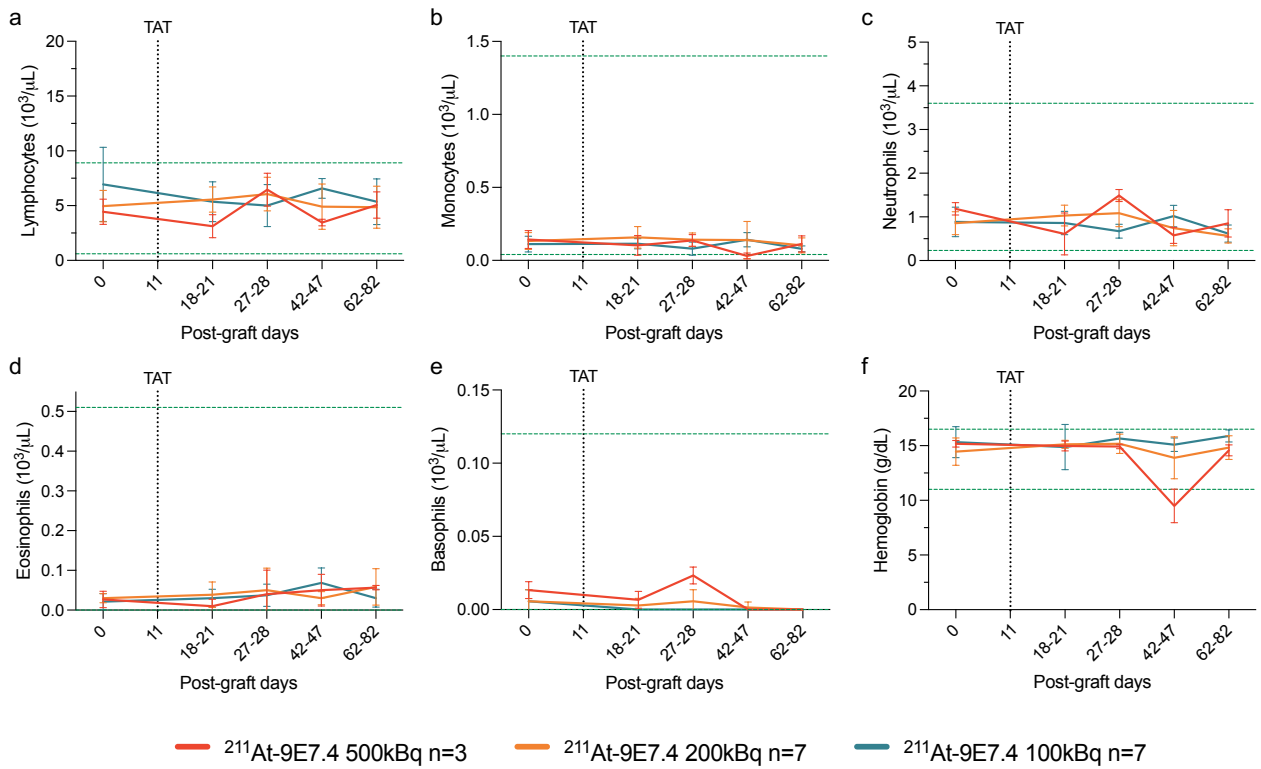 a
TAT
Lymphocytes (10³/μL)
20
15
10
5
0
0
11
18-21
27-28
42-47
62-82
Post-graft days
b
TAT
Monocytes (10³/μL)
1.5
1.0
0.5
0.0
0
11
18-21
27-28
42-47
62-82
Post-graft days
c
TAT
Neutrophils (10³/μL)
5
4
3
2
1
0
0
11
18-21
27-28
42-47
62-82
Post-graft days
d
TAT
Eosinophils (10³/μL)
0.5
0.4
0.3
0.2
0.1
0.0
0
11
18-21
27-28
42-47
62-82
Post-graft days
e
TAT
Basophils (10³/μL)
0.15
0.10
0.05
0.00
0
11
18-21
27-28
42-47
62-82
Post-graft days
f
TAT
Hemoglobin (g/dL)
20
15
10
5
0
0
11
18-21
27-28
42-47
62-82
Post-graft days
²¹¹At-9E7.4 500kBq n=3
²¹¹At-9E7.4 200kBq n=7
²¹¹At-9E7.4 100kBq n=7